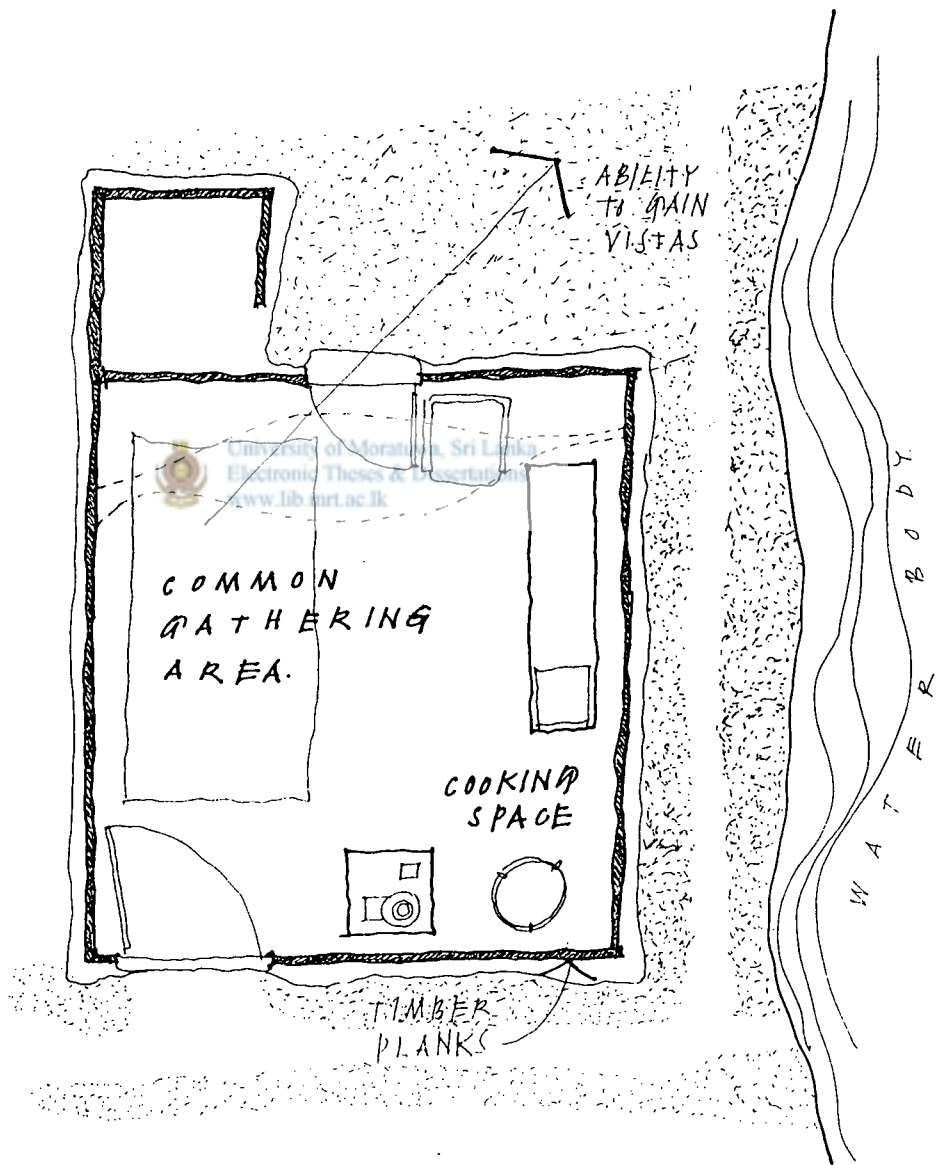 ABILITY
TO GAIN
VISTAS
University of Moratuwa, Sri Lanka
Electronic Theses & Dissertations
www.lib.mrt.ac.lk
COMMON
GATHERING
AREA.
COOKING
SPACE
TIMBER
PLANKS
WATER BODY